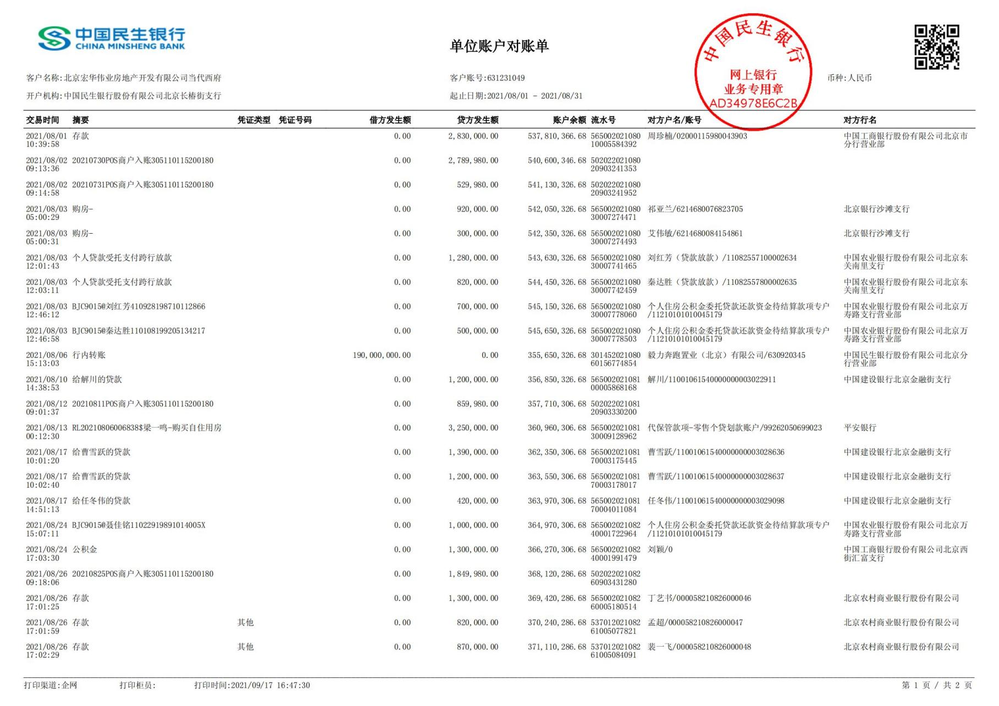 中国民生银行
CHINA MINSHENG BANK
单位账户对账单
中国民生银行
网上银行
业务专用章
AD34978E6C2B
客户名称:北京宏华伟业房地产开发有限公司当代西府 客户账号:631231049 币种:人民币
开户机构:中国民生银行股份有限公司北京长椿街支行 起止日期:2021/08/01 - 2021/08/31
交易时间 摘要 凭证类型 凭证号码 借方发生额 贷方发生额 账户余额 流水号 对方户名/账号 对方行名
2021/08/01 存款 0.00 2,830,000.00 537,810,366.68 565002021080 周珍楠/02000115980043903 中国工商银行股份有限公司北京市
10:39:58 10005584392 分行营业部
2021/08/02 20210730POS商户入账305110115200180 0.00 2,789,980.00 540,600,346.68 502022021080
09:13:36 20903241353
2021/08/02 20210731POS商户入账305110115200180 0.00 529,980.00 541,130,326.68 502022021080
09:14:58 20903241952
2021/08/03 购房- 0.00 920,000.00 542,050,326.68 565002021080 祁亚兰/6214680076823705 北京银行沙滩支行
05:00:29 30007274471
2021/08/03 购房- 0.00 300,000.00 542,350,326.68 565002021080 艾伟敏/6214680084154861 北京银行沙滩支行
05:00:31 30007274493
2021/08/03 个人贷款受托支付跨行放款 0.00 1,280,000.00 543,630,326.68 565002021080 刘红芳（贷款放款）/11082557100002634 中国农业银行股份有限公司北京东
12:01:43 30007741465 关南里支行
2021/08/03 个人贷款受托支付跨行放款 0.00 820,000.00 544,450,326.68 565002021080 秦达胜（贷款放款）/11082557800002635 中国农业银行股份有限公司北京东
12:03:11 30007742459 关南里支行
2021/08/03 BJC9015@刘红芳410928198710112866 0.00 700,000.00 545,150,326.68 565002021080 个人住房公积金委托贷款还款资金待结算款项专户 中国农业银行股份有限公司北京万
12:46:12 30007778060 /11210101010045179 寿路支行营业部
2021/08/03 BJC9015@秦达胜110108199205134217 0.00 500,000.00 545,650,326.68 565002021080 个人住房公积金委托贷款还款资金待结算款项专户 中国农业银行股份有限公司北京万
12:46:58 30007778503 /11210101010045179 寿路支行营业部
2021/08/06 行内转账 190,000,000.00 0.00 355,650,326.68 301452021080 毅力奔跑置业（北京）有限公司/630920345 中国民生银行股份有限公司北京分
15:13:03 60156774854 行营业部
2021/08/10 给解川的贷款 0.00 1,200,000.00 356,850,326.68 565002021081 解川/11001061540000000003022911 中国建设银行北京金融街支行
14:38:53 00005868168
2021/08/12 20210811POS商户入账305110115200180 0.00 859,980.00 357,710,306.68 502022021081
09:01:37 20903330200
2021/08/13 RL20210806006838$梁一鸣-购买自住用房 0.00 3,250,000.00 360,960,306.68 565002021081 代保管款项-零售个贷划款账户/99262050699023 平安银行
00:12:30 30009128962
2021/08/17 给曹雪跃的贷款 0.00 1,390,000.00 362,350,306.68 565002021081 曹雪跃/11001061540000000003028636 中国建设银行北京金融街支行
10:01:20 70003175445
2021/08/17 给曹雪跃的贷款 0.00 1,200,000.00 363,550,306.68 565002021081 曹雪跃/11001061540000000003028637 中国建设银行北京金融街支行
10:02:40 70003178017
2021/08/17 给任冬伟的贷款 0.00 420,000.00 363,970,306.68 565002021081 任冬伟/11001061540000000003029098 中国建设银行北京金融街支行
14:51:13 70004011084
2021/08/24 BJC9015@聂佳铭11022919891014005X 0.00 1,000,000.00 364,970,306.68 565002021082 个人住房公积金委托贷款还款资金待结算款项专户 中国农业银行股份有限公司北京万
15:07:11 40001722964 /11210101010045179 寿路支行营业部
2021/08/24 公积金 0.00 1,300,000.00 366,270,306.68 565002021082 刘颖/0 中国工商银行股份有限公司北京西
17:03:30 40001991479 街汇富支行
2021/08/26 20210825POS商户入账305110115200180 0.00 1,849,980.00 368,120,286.68 502022021082
09:18:06 60903431280
2021/08/26 存款 0.00 1,300,000.00 369,420,286.68 565002021082 丁艺书/000058210826000046 北京农村商业银行股份有限公司
17:01:25 60005180514
2021/08/26 存款 其他 0.00 820,000.00 370,240,286.68 537012021082 孟超/000058210826000047 北京农村商业银行股份有限公司
17:01:59 61005077821
2021/08/26 存款 其他 0.00 870,000.00 371,110,286.68 537012021082 裴一飞/000058210826000048 北京农村商业银行股份有限公司
17:02:29 61005084091
打印渠道:企网 打印柜员: 打印时间:2021/09/17 16:47:30 第 1 页 / 共 2 页